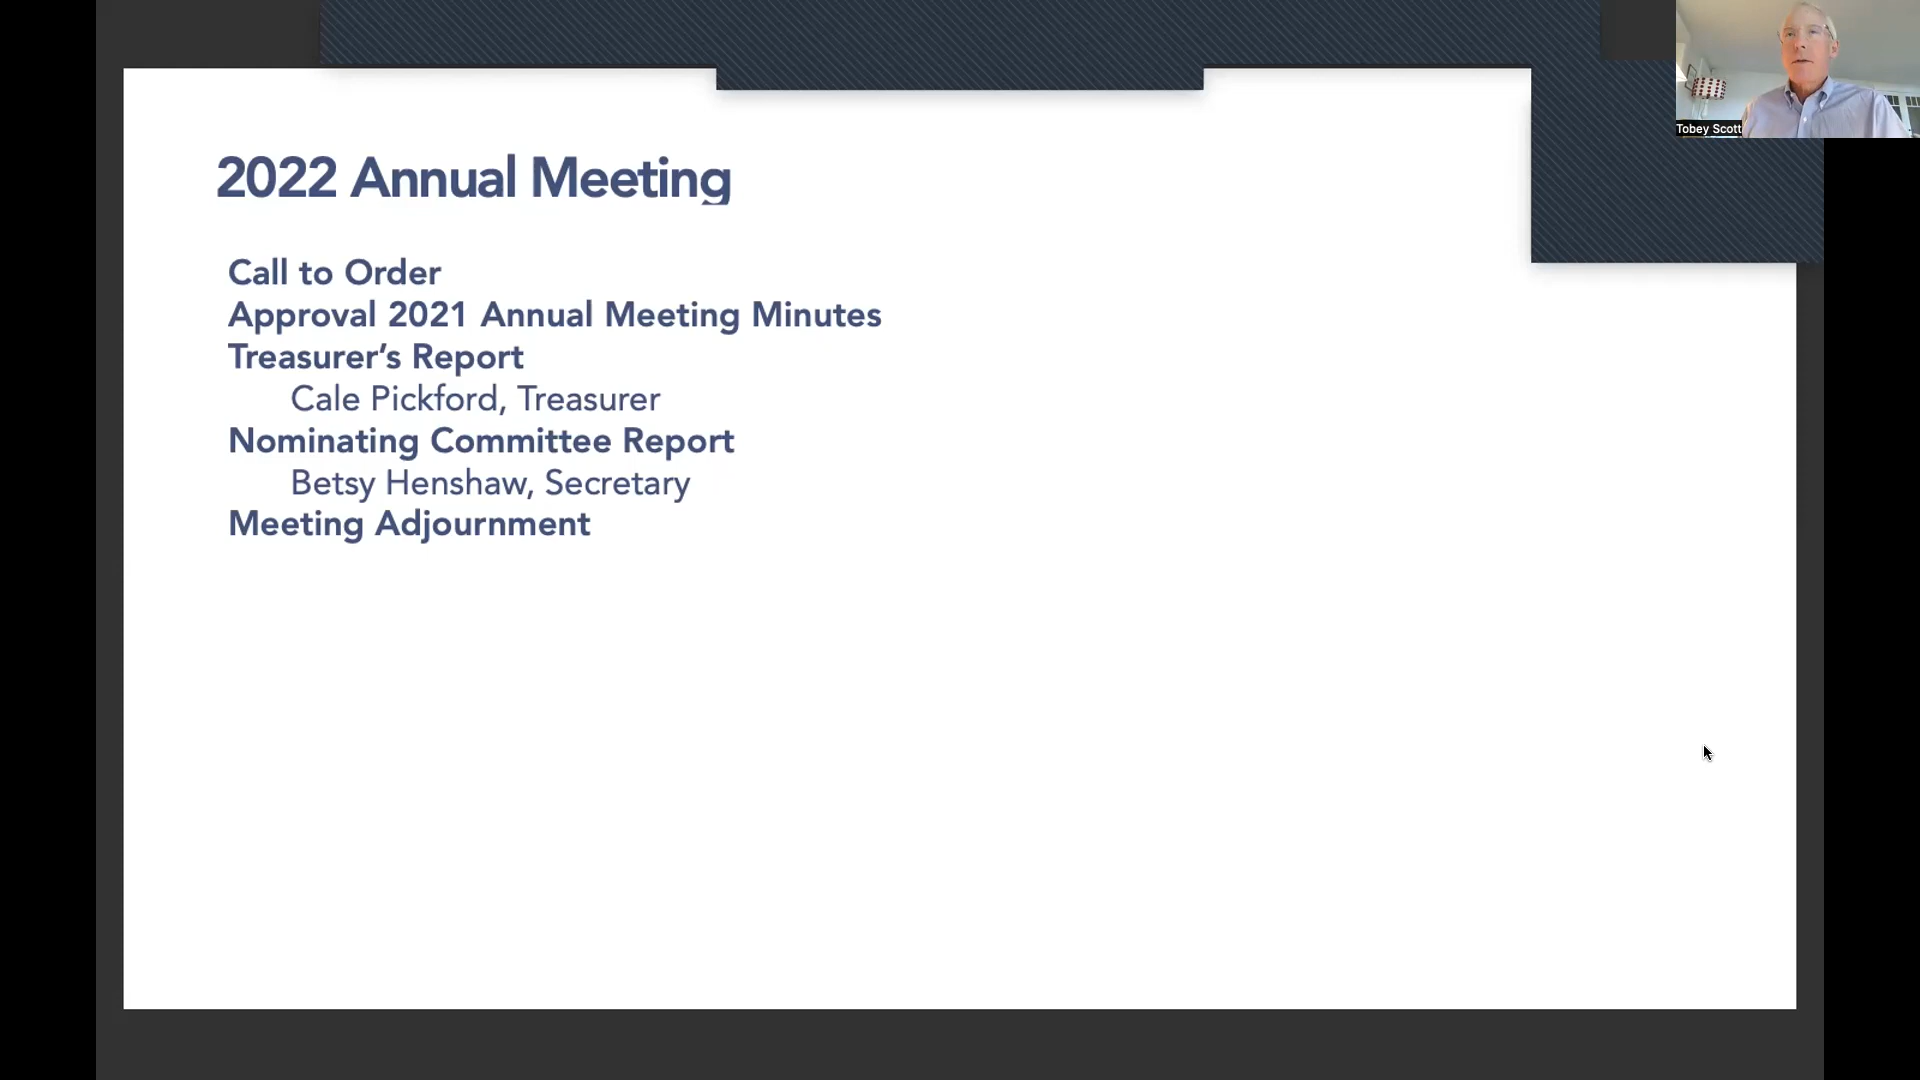 2022 Annual Meeting
Call to Order
Approval 2021 Annual Meeting Minutes
Treasurer’s Report
Cale Pickford, Treasurer
Nominating Committee Report
Betsy Henshaw, Secretary
Meeting Adjournment
Tobey Scott